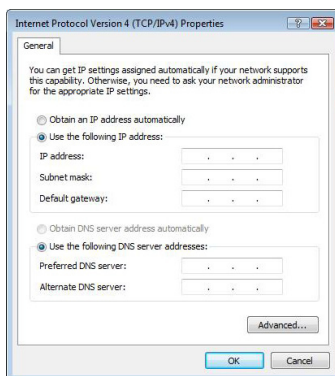 Internet Protocol Version 4 (TCP/IPv4) Properties
General
You can get IP settings assigned automatically if your network supports
this capability. Otherwise, you need to ask your network administrator
for the appropriate IP settings.
Obtain an IP address automatically
Use the following IP address:
IP address:
Subnet mask:
Default gateway:
Obtain DNS server address automatically
Use the following DNS server addresses:
Preferred DNS server:
Alternate DNS server:
Advanced...
OK Cancel